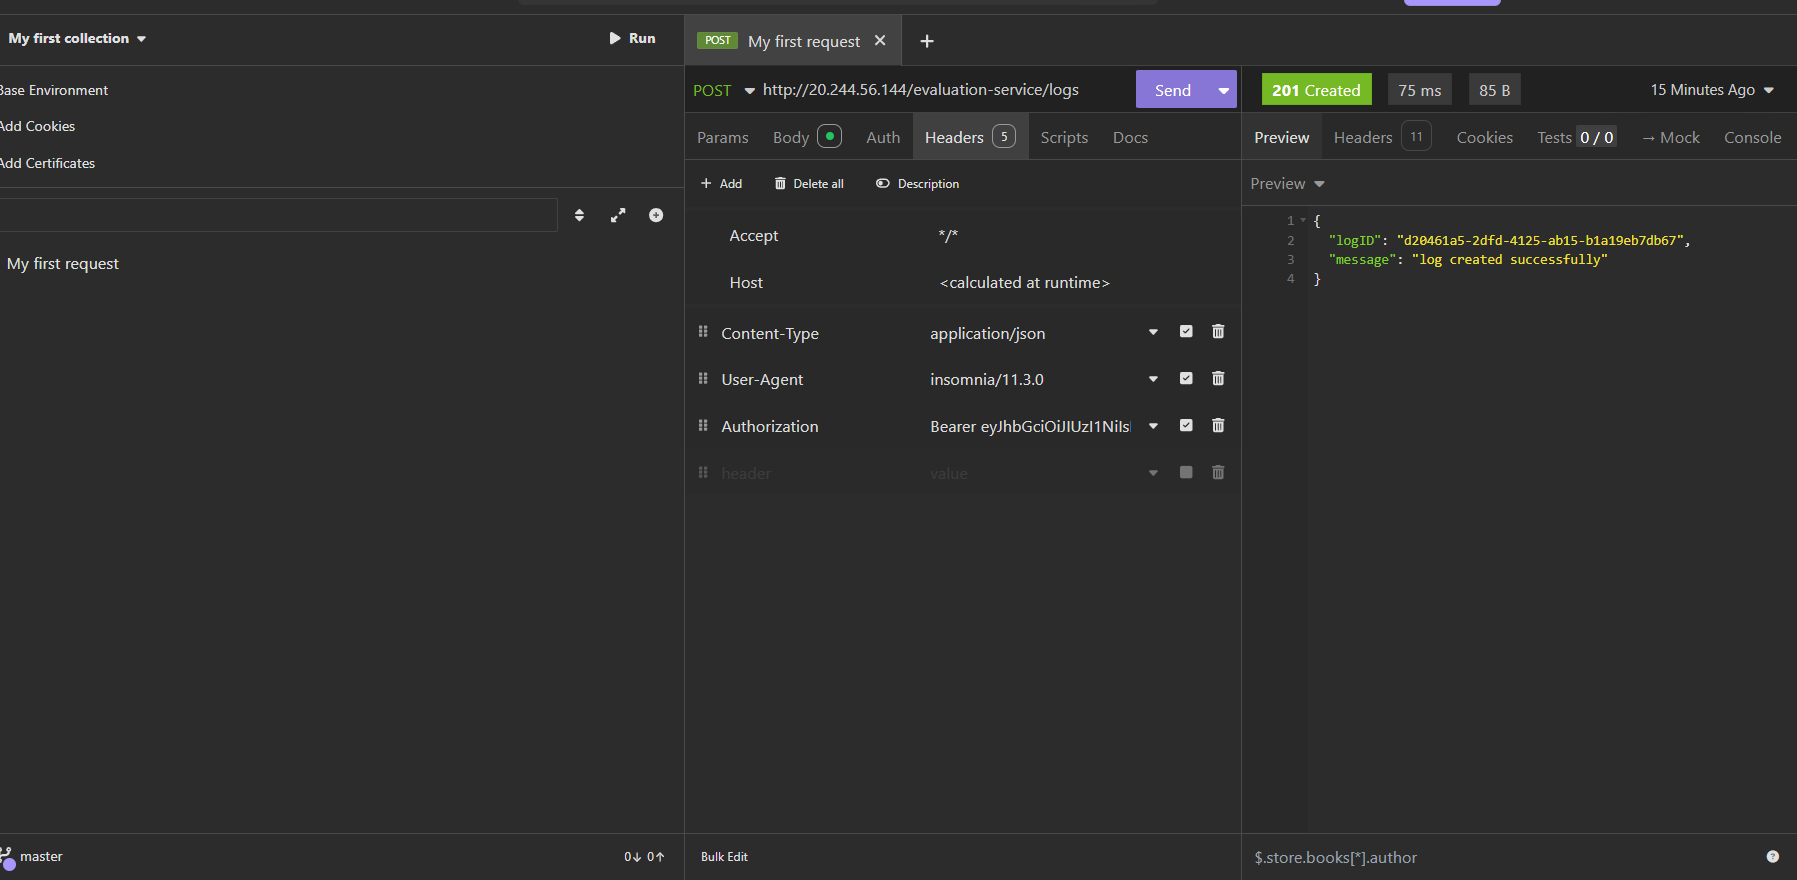 My first collection
Run
Base Environment
Add Cookies
Add Certificates
My first request
master
0↓ 0↑
POST My first request
POST http://20.244.56.144/evaluation-service/logs Send
Params Body Auth Headers 5 Scripts Docs
+ Add Delete all Description
Accept */*
Host <calculated at runtime>
Content-Type application/json
User-Agent insomnia/11.3.0
Authorization Bearer eyJhbGciOiJIUzI1NiIsI
header value
Bulk Edit
201 Created 75 ms 85 B 15 Minutes Ago
Preview Headers 11 Cookies Tests 0 / 0 → Mock Console
Preview
1 {
2 "logID": "d20461a5-2dfd-4125-ab15-b1a19eb7db67",
3 "message": "log created successfully"
4 }
$.store.books[*].author